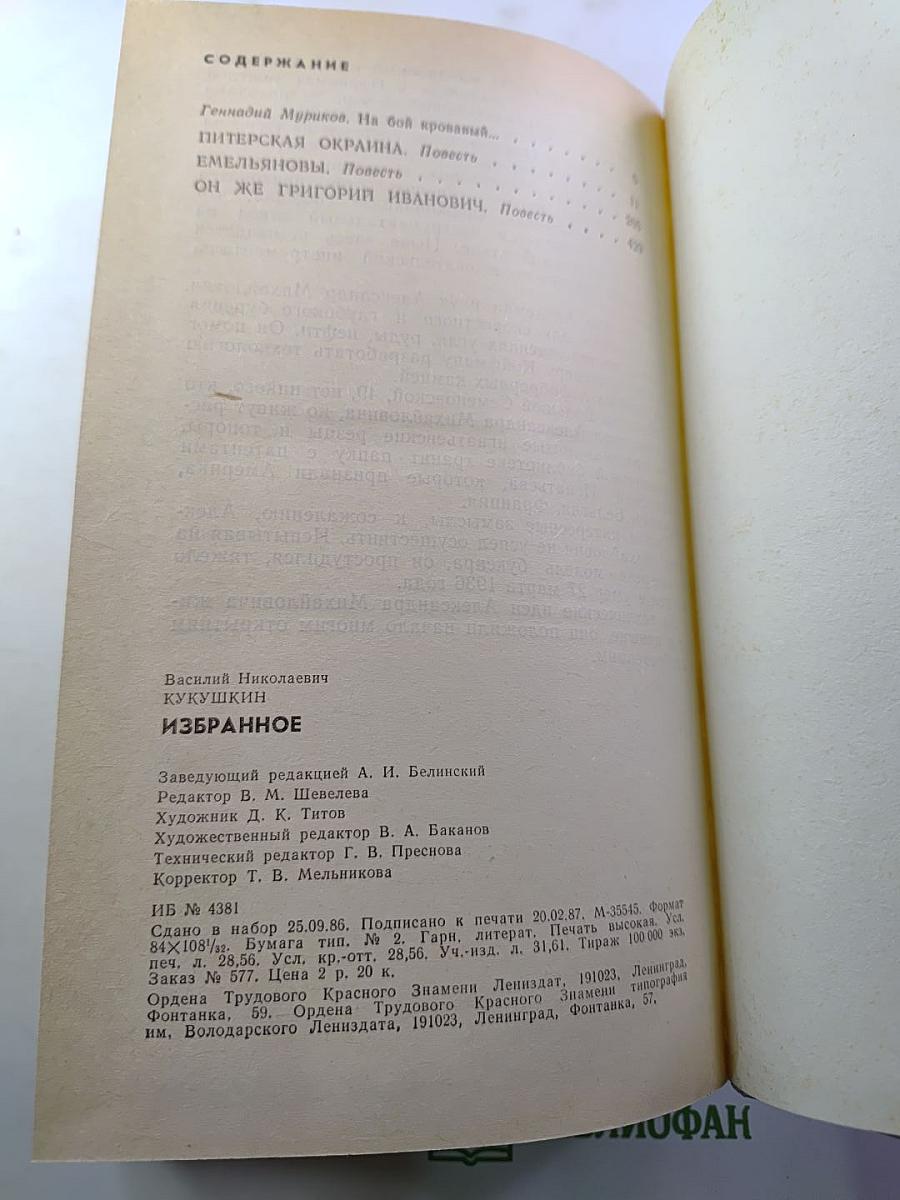 СОДЕРЖАНИЕ
Геннадий Муриков. На бой кровавый... . . . . . . . 5
ПИТЕРСКАЯ ОКРАИНА. Повесть . . . . . . . . 11
ЕМЕЛЬЯНОВЫ. Повесть . . . . . . . . . .
ОН ЖЕ ГРИГОРИЙ ИВАНОВИЧ. Повесть . . . .
Василий Николаевич
КУКУШКИН
ИЗБРАННОЕ
Заведующий редакцией А. И. Белинский
Редактор В. М. Шевелева
Художник Д. К. Титов
Художественный редактор В. А. Баканов
Технический редактор Г. В. Преснова
Корректор Т. В. Мельникова
ИБ № 4381
Сдано в набор 25.09.86. Подписано к печати 20.02.87. М-35545. Формат
84×108¹/₃₂. Бумага тип. № 2. Гарн. литерат. Печать высокая. Усл.
печ. л. 28,56. Усл. кр.-отт. 28,56. Уч.-изд. л. 31,61. Тираж 100 000 экз.
Заказ № 577. Цена 2 р. 20 к.
Ордена Трудового Красного Знамени Лениздат, 191023, Ленинград,
Фонтанка, 59. Ордена Трудового Красного Знамени типография
им. Володарского Лениздата, 191023, Ленинград, Фонтанка, 57.